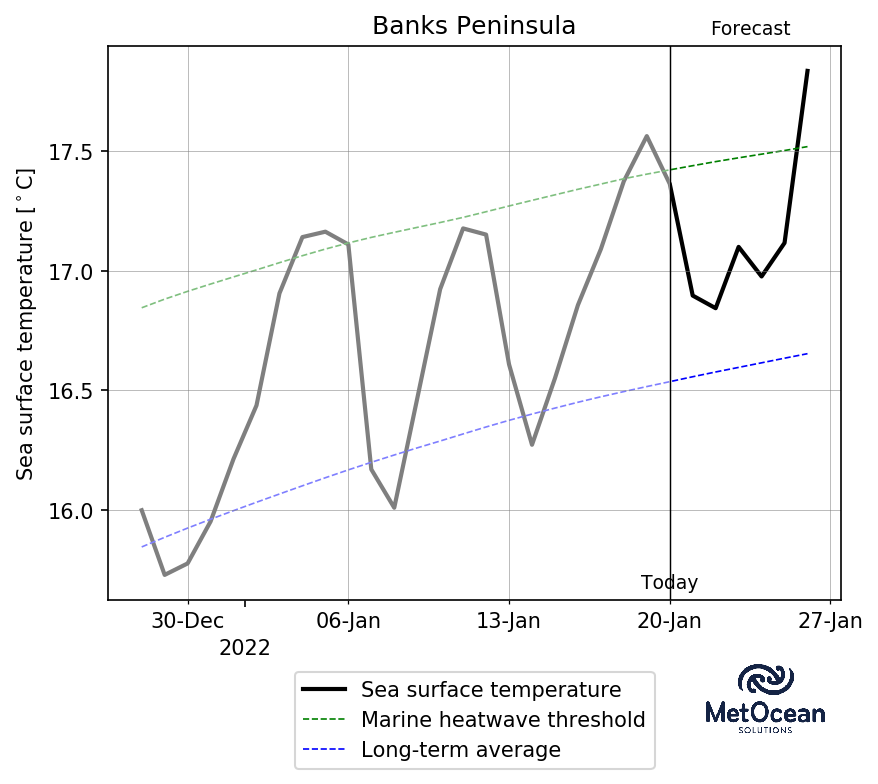 Banks Peninsula
Forecast
Sea surface temperature [°C]
17.5
17.0
16.5
16.0
Today
30-Dec 06-Jan 13-Jan 20-Jan 27-Jan
2022
Sea surface temperature
Marine heatwave threshold
Long-term average
MetOcean
SOLUTIONS